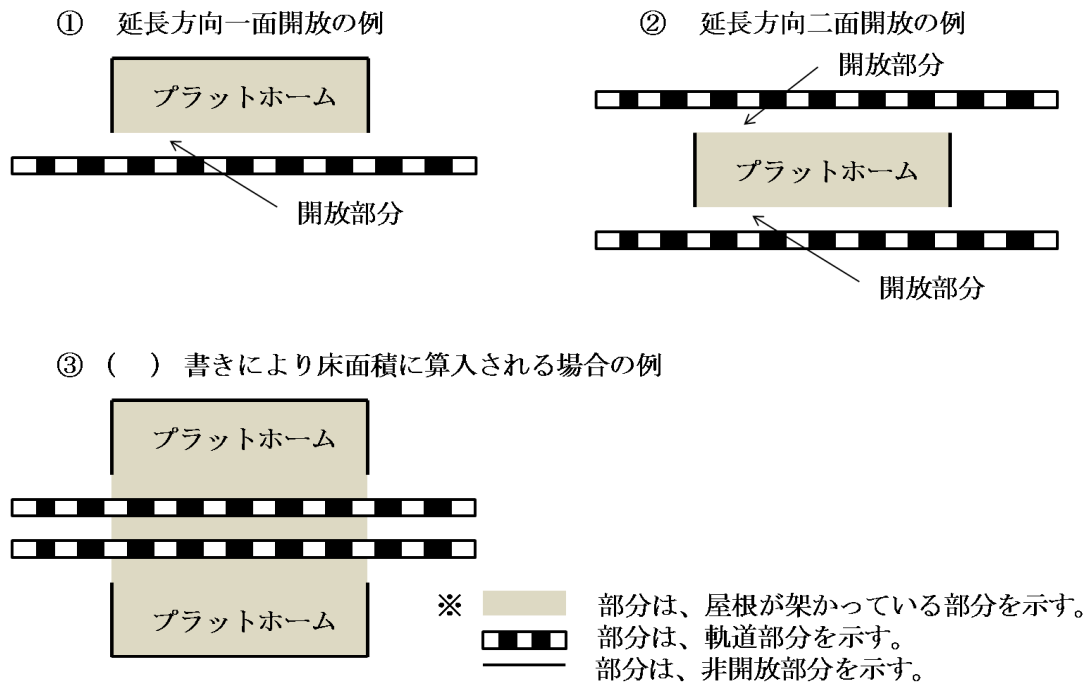 ① 延長方向一面開放の例
プラットホーム
開放部分
② 延長方向二面開放の例
開放部分
プラットホーム
開放部分
③ ( ) 書きにより床面積に算入される場合の例
プラットホーム
プラットホーム
※ 部分は、屋根が架かっている部分を示す。
部分は、軌道部分を示す。
部分は、非開放部分を示す。